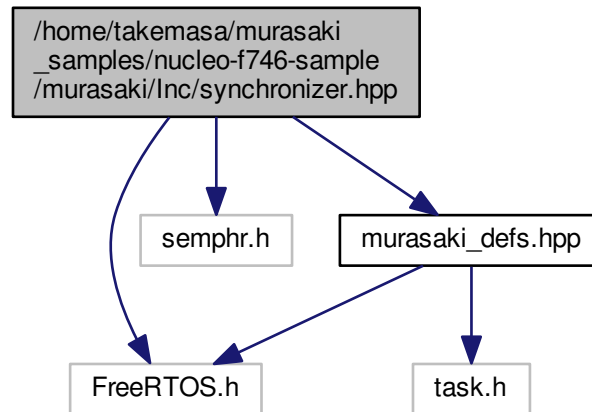 /home/takemasa/murasaki
_samples/nucleo-f746-sample
/murasaki/Inc/synchronizer.hpp
semphr.h
murasaki_defs.hpp
FreeRTOS.h
task.h